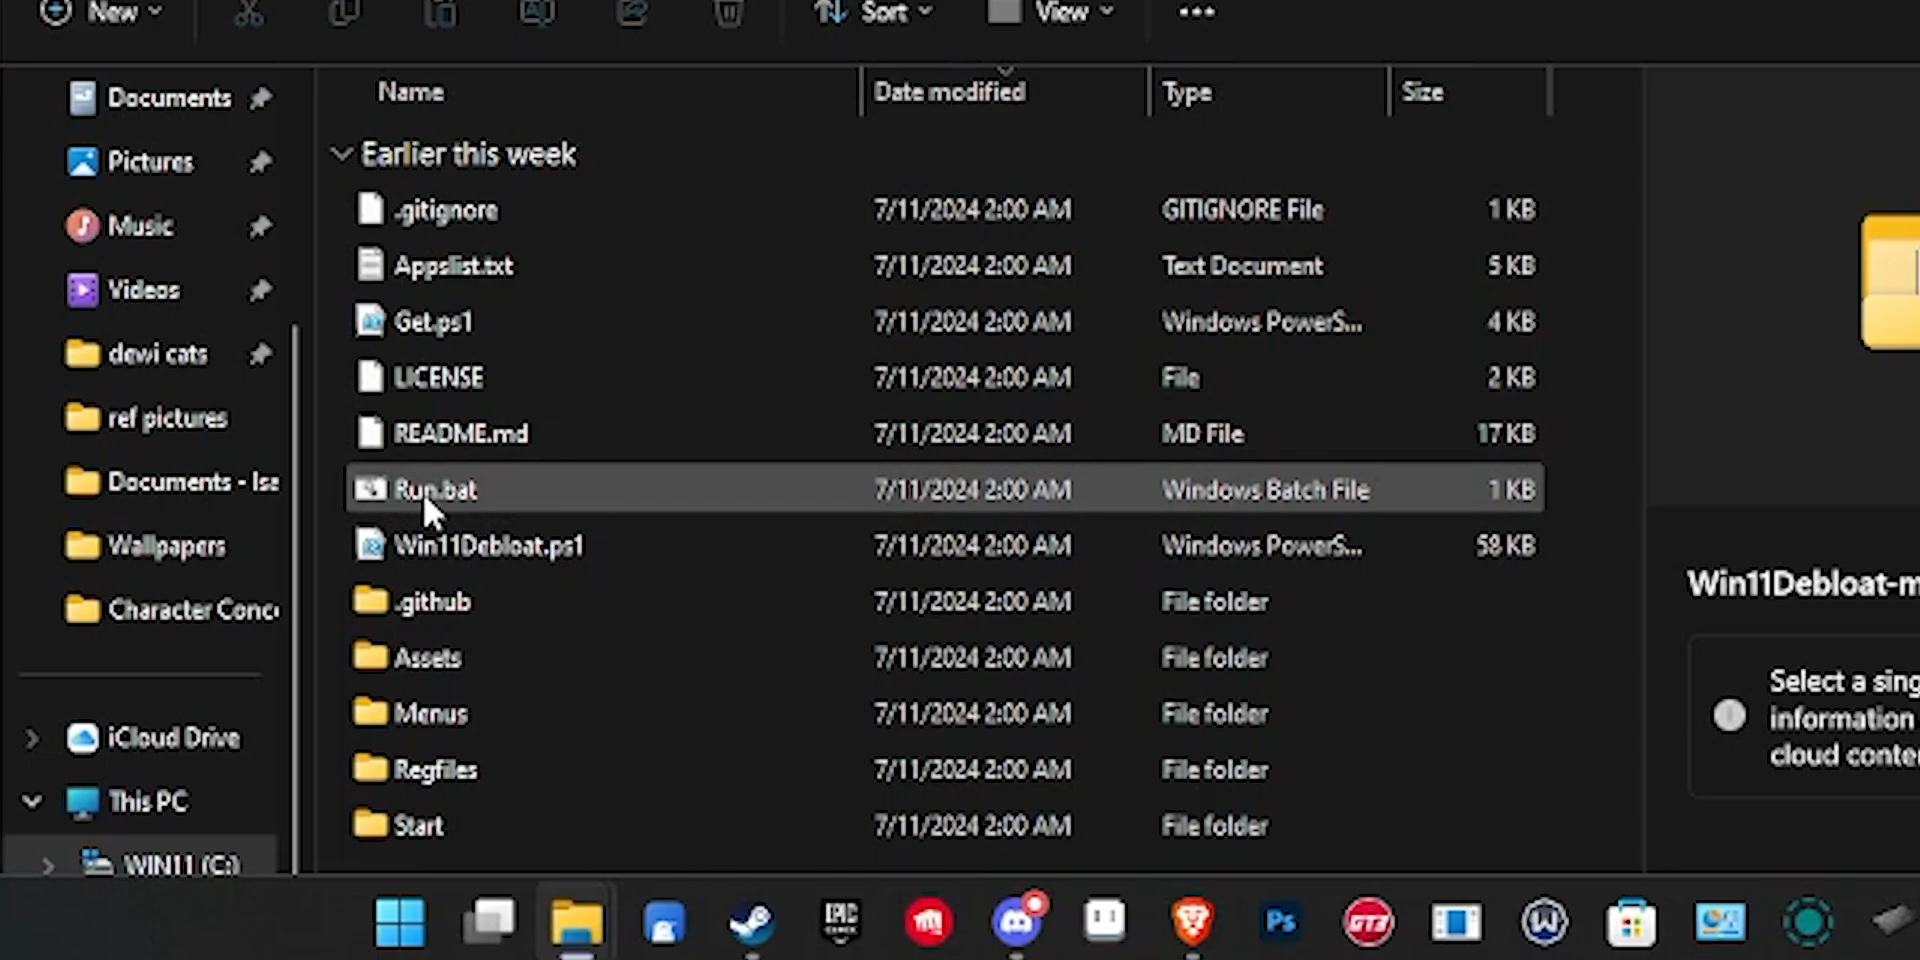 New
Sort
View
Documents
Pictures
Music
Videos
dewi cats
ref pictures
Documents - Isa
Wallpapers
Character Conc
iCloud Drive
This PC
WIN11 (C:)
Name Date modified Type Size
Earlier this week
.gitignore 7/11/2024 2:00 AM GITIGNORE File 1 KB
Appslist.txt 7/11/2024 2:00 AM Text Document 5 KB
Get.ps1 7/11/2024 2:00 AM Windows PowerS... 4 KB
LICENSE 7/11/2024 2:00 AM File 2 KB
README.md 7/11/2024 2:00 AM MD File 17 KB
Run.bat 7/11/2024 2:00 AM Windows Batch File 1 KB
Win11Debloat.ps1 7/11/2024 2:00 AM Windows PowerS... 58 KB
.github 7/11/2024 2:00 AM File folder
Assets 7/11/2024 2:00 AM File folder
Menus 7/11/2024 2:00 AM File folder
Regfiles 7/11/2024 2:00 AM File folder
Start 7/11/2024 2:00 AM File folder
Win11Debloat-m
Select a sing
information
cloud conte
EPIC
Ps
GT3
W